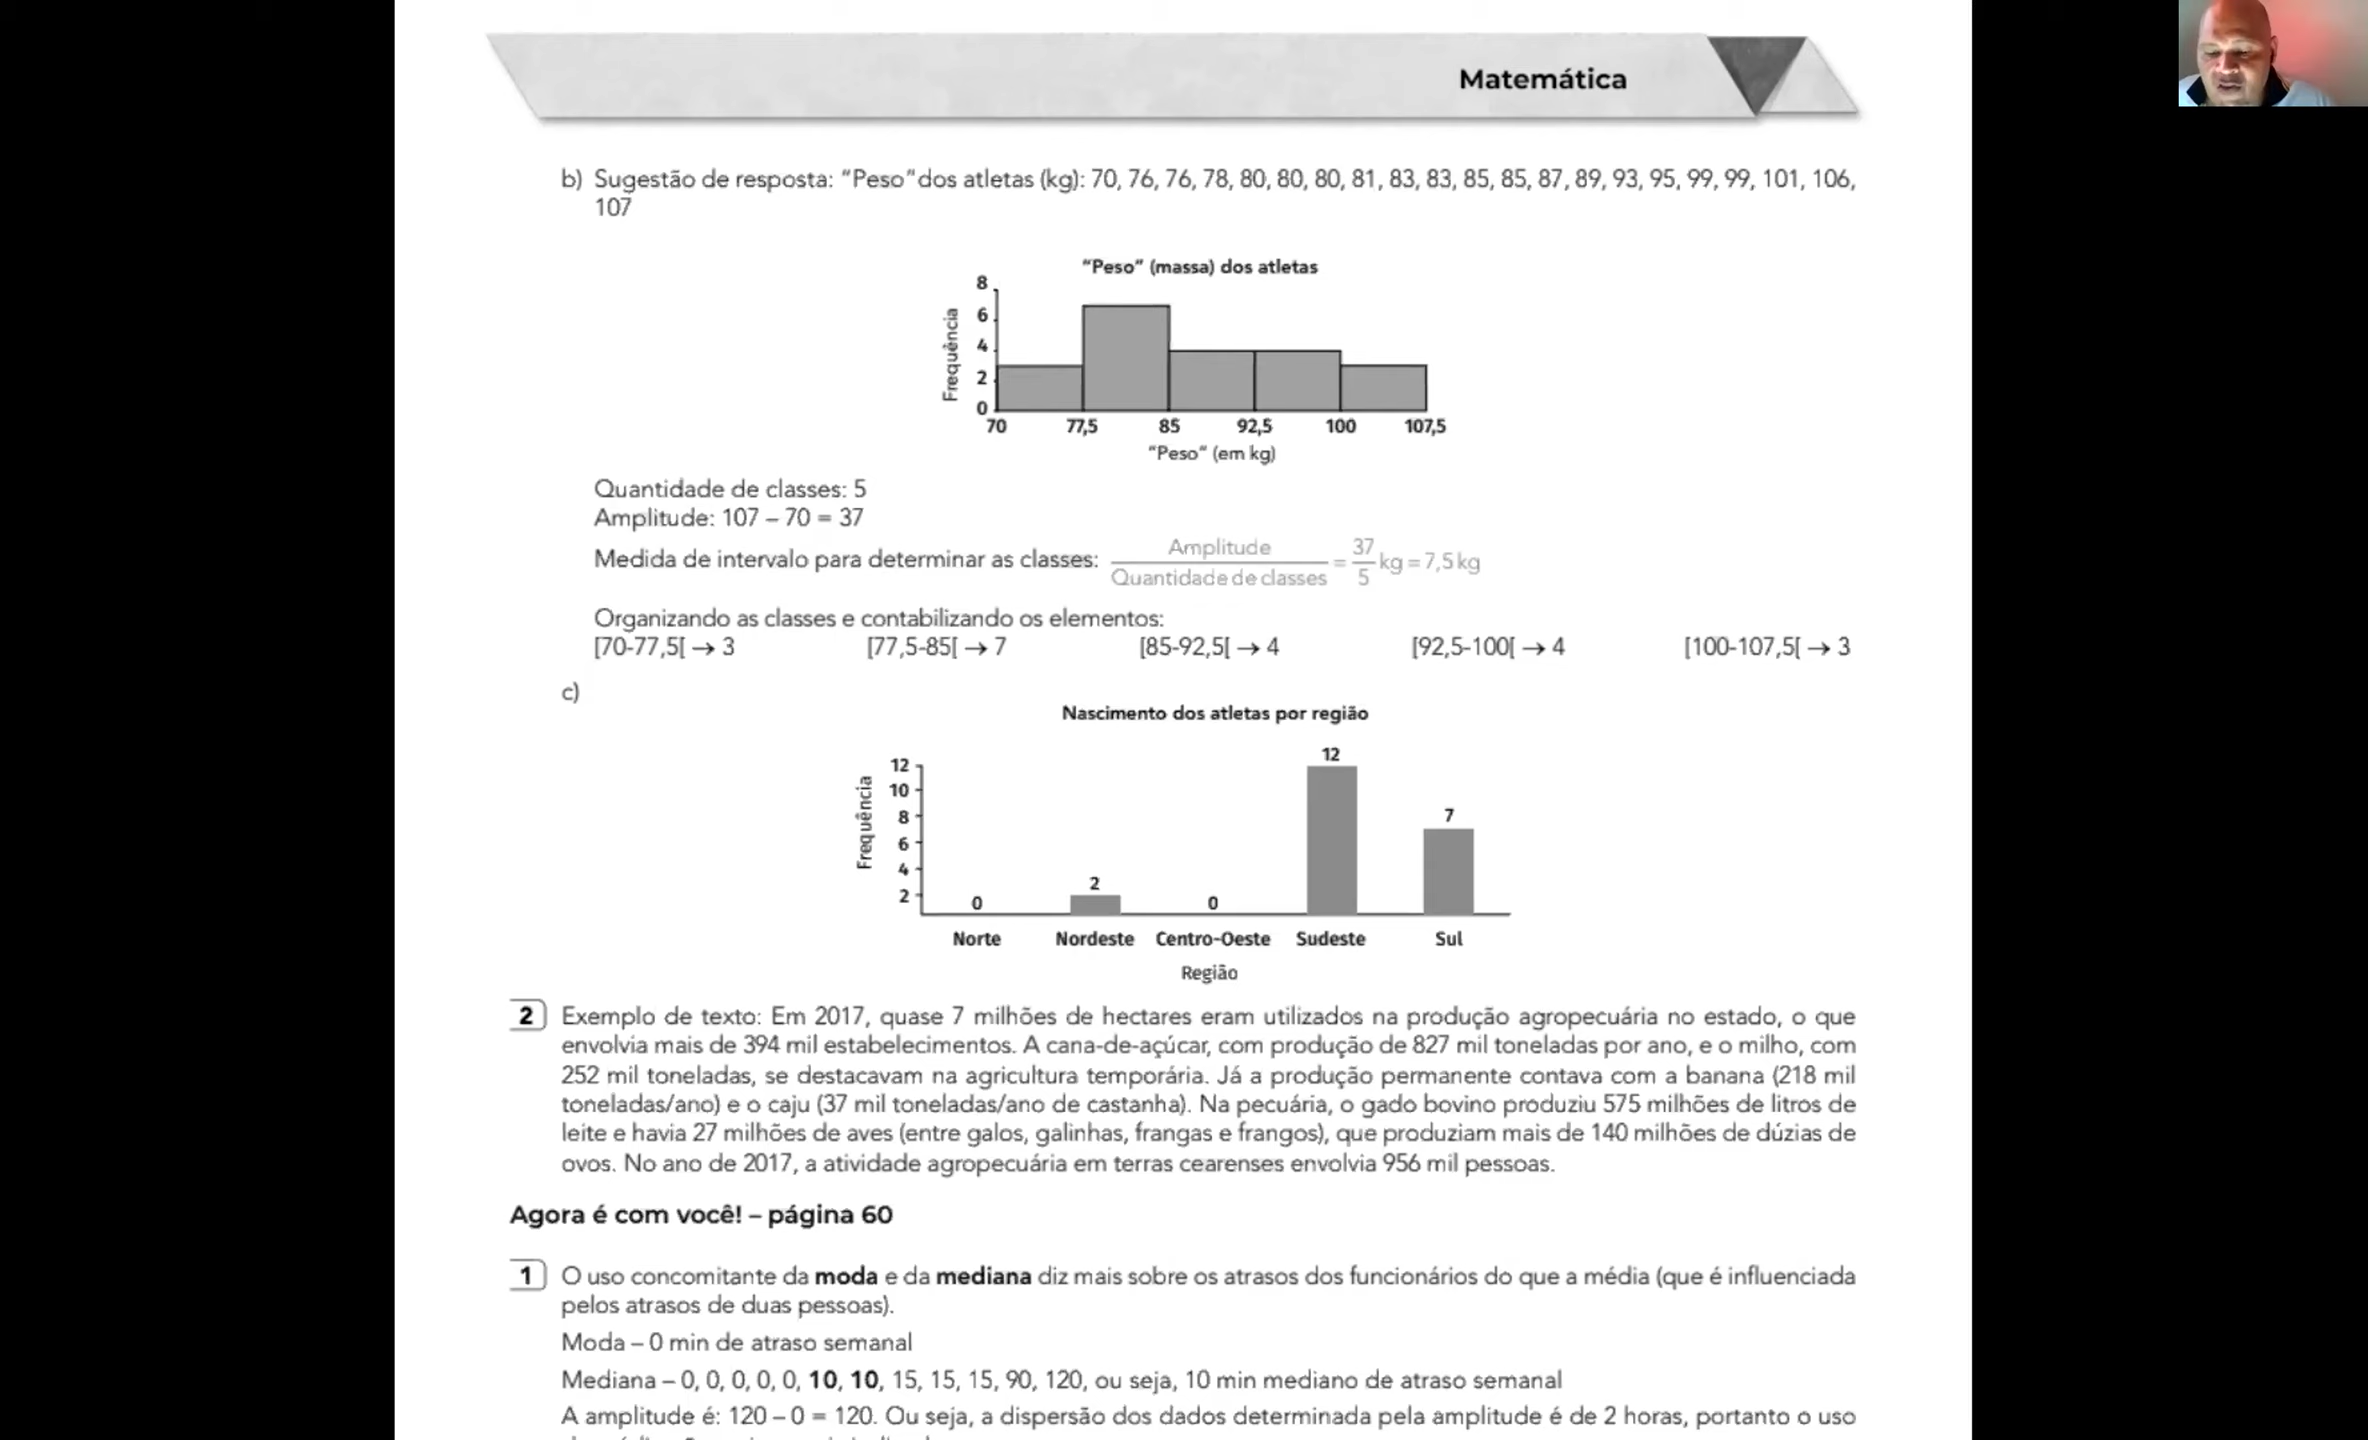 Matemática
b) Sugestão de resposta: “Peso” dos atletas (kg): 70, 76, 76, 78, 80, 80, 80, 81, 83, 83, 85, 85, 87, 89, 93, 95, 99, 99, 101, 106,
107
“Peso” (massa) dos atletas
Frequência
8
6
4
2
0
70 77,5 85 92,5 100 107,5
“Peso” (em kg)
Quantidade de classes: 5
Amplitude: 107 – 70 = 37
Medida de intervalo para determinar as classes: Amplitude / Quantidade de classes = 37/5 kg = 7,5 kg
Organizando as classes e contabilizando os elementos:
[70-77,5[ → 3 [77,5-85[ → 7 [85-92,5[ → 4 [92,5-100[ → 4 [100-107,5[ → 3
c)
Nascimento dos atletas por região
Frequência
12
10
8
6
4
2
0 2 0 12 7
Norte Nordeste Centro-Oeste Sudeste Sul
Região
2 Exemplo de texto: Em 2017, quase 7 milhões de hectares eram utilizados na produção agropecuária no estado, o que
envolvia mais de 394 mil estabelecimentos. A cana-de-açúcar, com produção de 827 mil toneladas por ano, e o milho, com
252 mil toneladas, se destacavam na agricultura temporária. Já a produção permanente contava com a banana (218 mil
toneladas/ano) e o caju (37 mil toneladas/ano de castanha). Na pecuária, o gado bovino produziu 575 milhões de litros de
leite e havia 27 milhões de aves (entre galos, galinhas, frangas e frangos), que produziam mais de 140 milhões de dúzias de
ovos. No ano de 2017, a atividade agropecuária em terras cearenses envolvia 956 mil pessoas.
Agora é com você! – página 60
1 O uso concomitante da moda e da mediana diz mais sobre os atrasos dos funcionários do que a média (que é influenciada
pelos atrasos de duas pessoas).
Moda – 0 min de atraso semanal
Mediana – 0, 0, 0, 0, 0, 10, 10, 15, 15, 15, 90, 120, ou seja, 10 min mediano de atraso semanal
A amplitude é: 120 – 0 = 120. Ou seja, a dispersão dos dados determinada pela amplitude é de 2 horas, portanto o uso